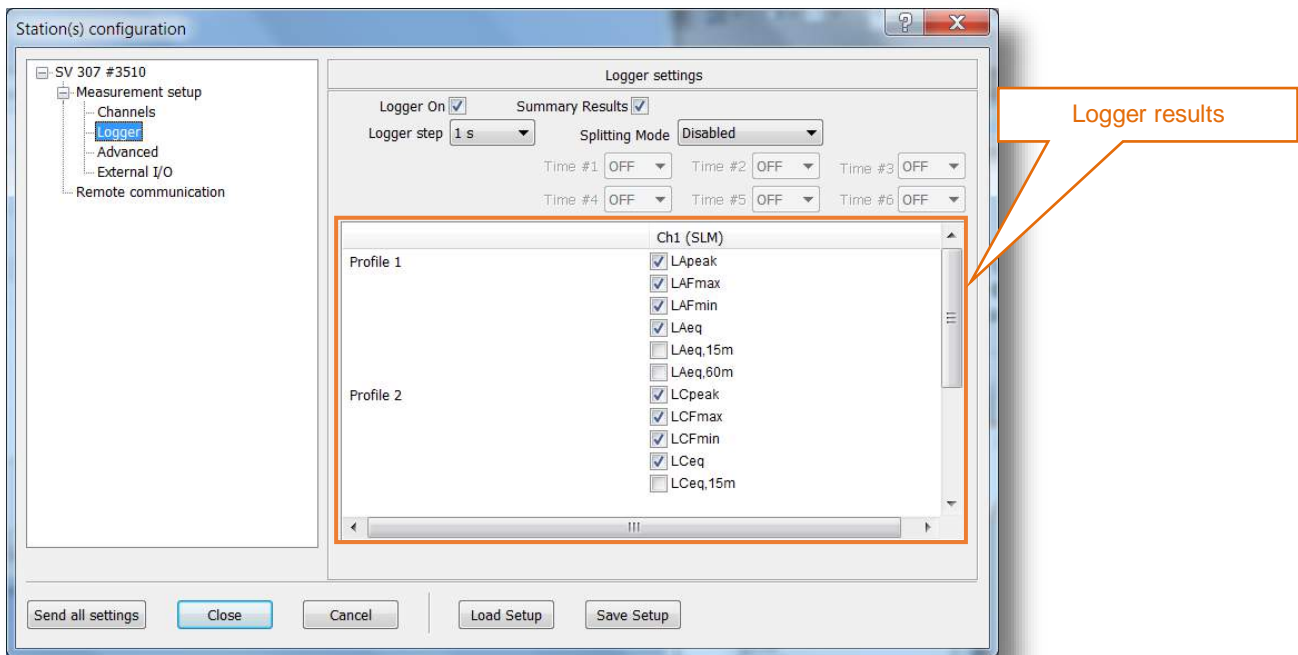 Station(s) configuration
SV 307 #3510
Measurement setup
Channels
Logger
Advanced
External I/O
Remote communication
Logger settings
Logger On Summary Results
Logger step 1 s Splitting Mode Disabled
Time #1 OFF Time #2 OFF Time #3 OFF
Time #4 OFF Time #5 OFF Time #6 OFF
Ch1 (SLM)
Profile 1 LApeak
LAFmax
LAFmin
LAeq
LAeq,15m
LAeq,60m
Profile 2 LCpeak
LCFmax
LCFmin
LCeq
LCeq,15m
Send all settings Close Cancel Load Setup Save Setup
Logger results